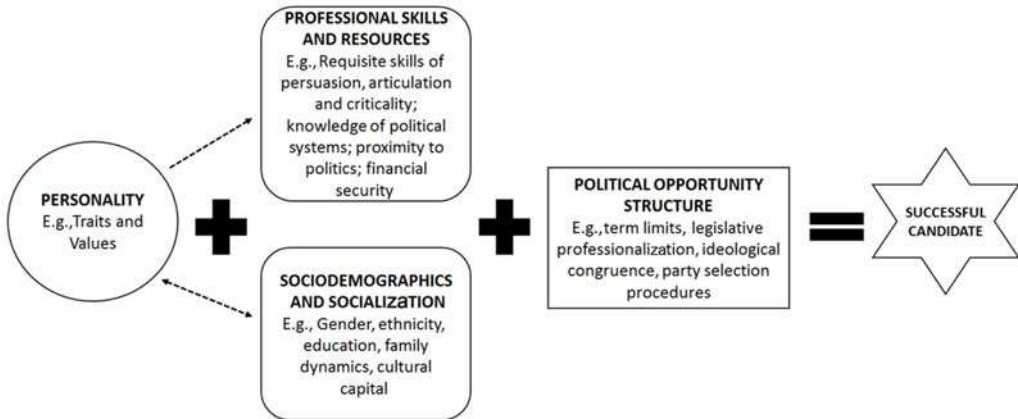 PERSONALITY
E.g.,Traits and
Values
PROFESSIONAL SKILLS
AND RESOURCES
E.g.,Requisite skills of
persuasion, articulation
and criticality;
knowledge of political
systems; proximity to
politics; financial
security
SOCIODEMOGRAPHICS
AND SOCIALIZATION
E.g., Gender, ethnicity,
education, family
dynamics, cultural
capital
POLITICAL OPPORTUNITY
STRUCTURE
E.g.,term limits, legislative
professionalization, ideological
congruence, party selection
procedures
SUCCESSFUL
CANDIDATE